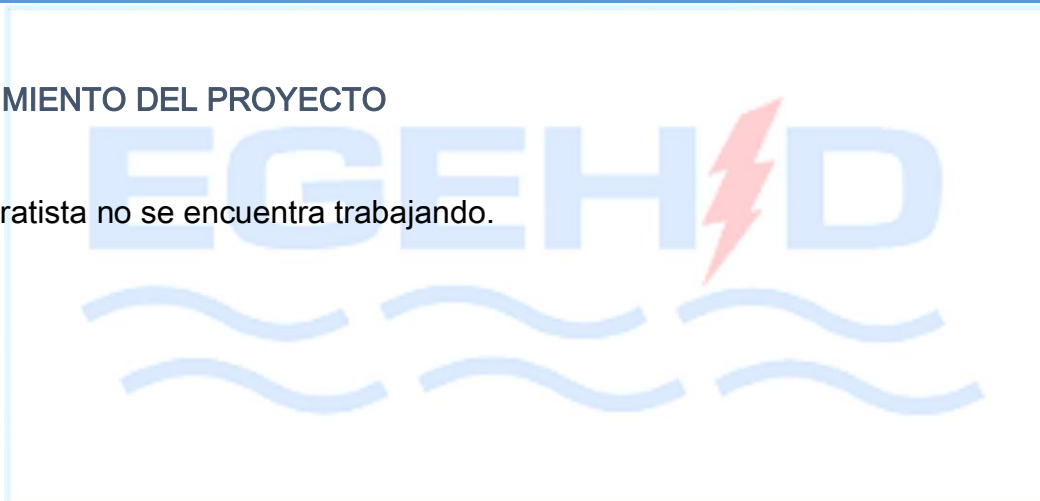 MIENTO DEL PROYECTO
EGEHID
ratista no se encuentra trabajando.